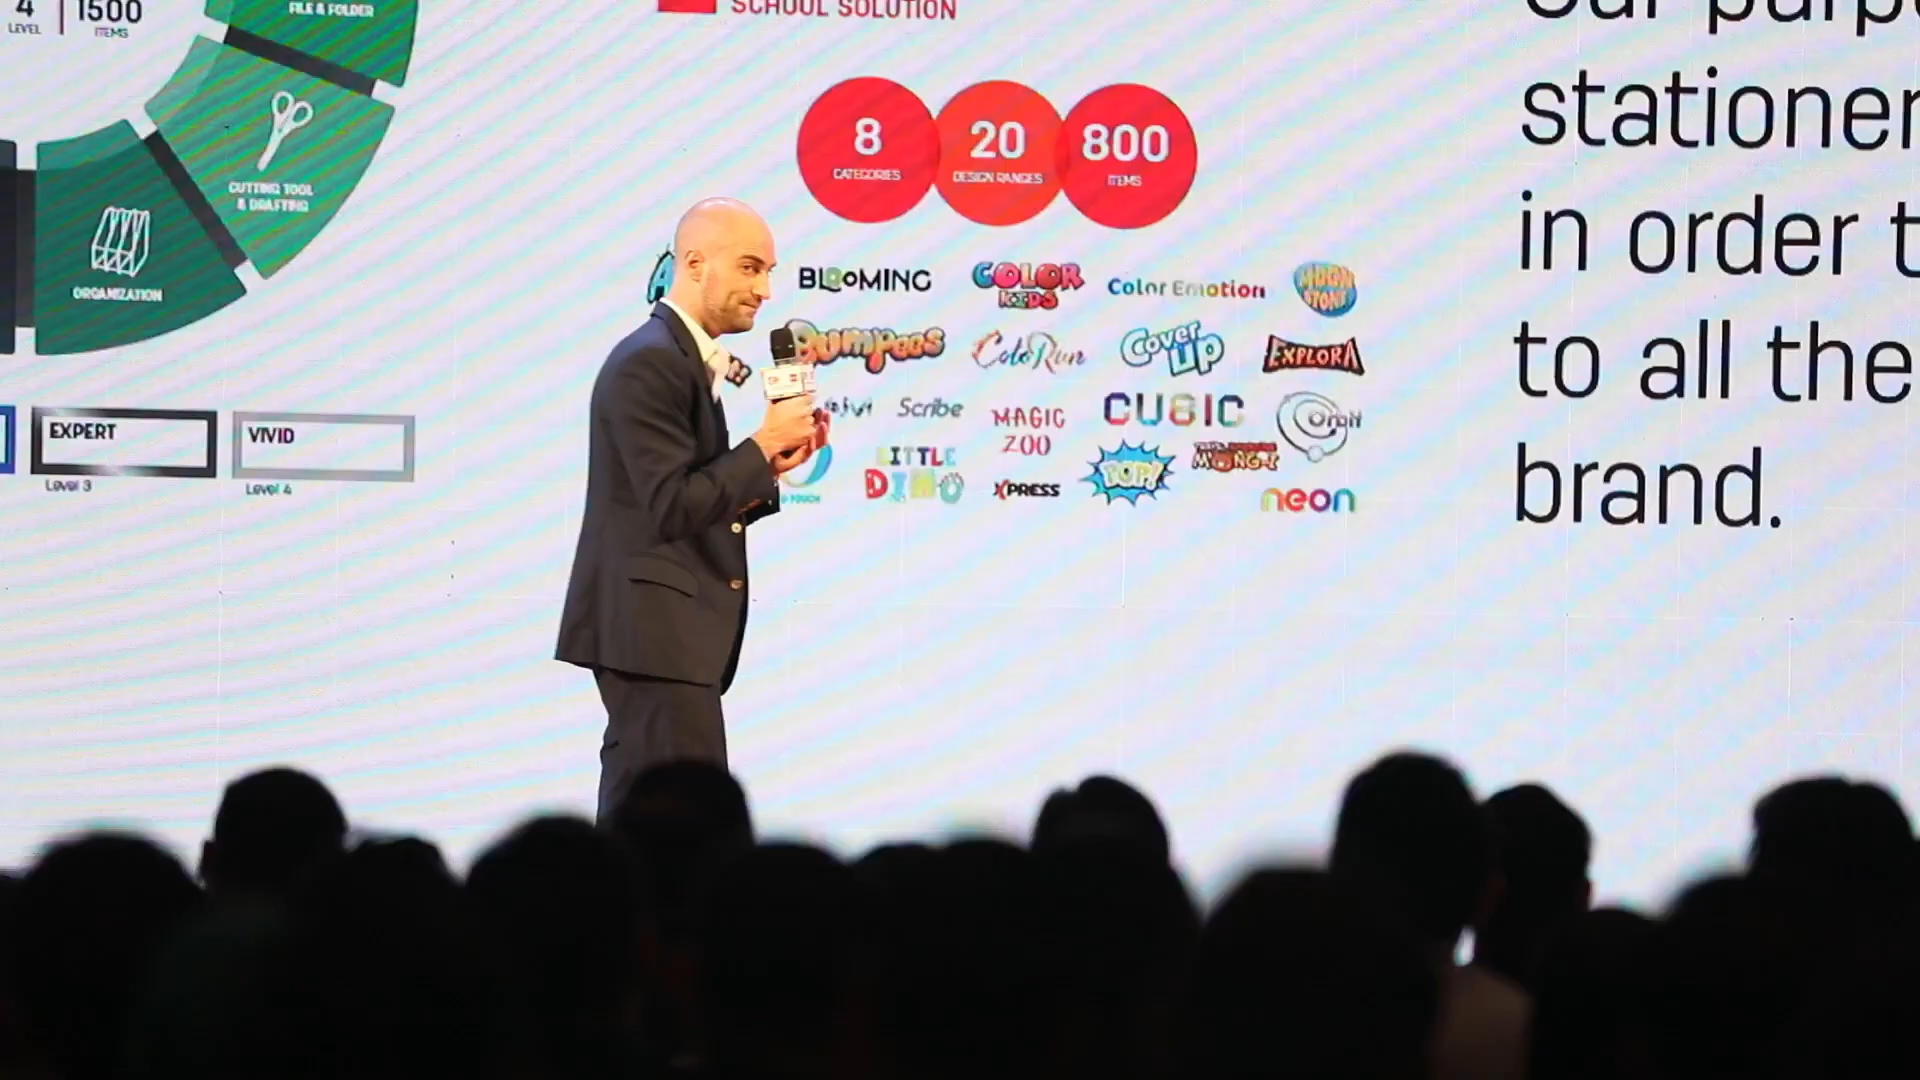 4
LEVEL
1500
ITEMS
FILE & FOLDER
CUTTING TOOL
& DRAFTING
ORGANIZATION
EXPERT
Level 3
VIVID
Level 4
SCHOOL SOLUTION
8
CATEGORIES
20
DESIGN RANGES
800
ITEMS
BLOOMING
COLOR
KIDS
Color Emotion
MOON
STONE
BUMPEES
ColoRun
Cover
UP
EXPLORA
Scribe
MAGIC
ZOO
CUBIC
Orbit
LITTLE
DINO
XPRESS
POP!
neon
Our
stationer
in order t
to all the
brand.